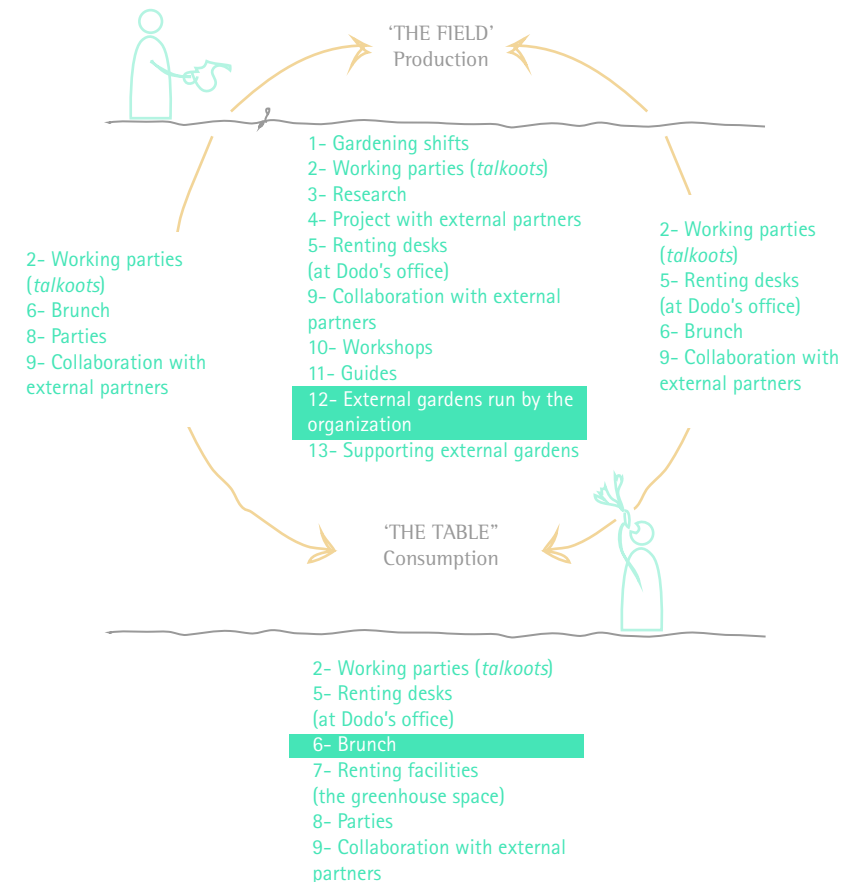 ‘THE FIELD’
Production
1- Gardening shifts
2- Working parties (talkoots)
3- Research
4- Project with external partners
5- Renting desks
(at Dodo's office)
9- Collaboration with external
partners
10- Workshops
11- Guides
12- External gardens run by the
organization
13- Supporting external gardens
2- Working parties
(talkoots)
6- Brunch
8- Parties
9- Collaboration with
external partners
2- Working parties
(talkoots)
5- Renting desks
(at Dodo's office)
6- Brunch
9- Collaboration with
external partners
‘THE TABLE”
Consumption
2- Working parties (talkoots)
5- Renting desks
(at Dodo's office)
6- Brunch
7- Renting facilities
(the greenhouse space)
8- Parties
9- Collaboration with external
partners